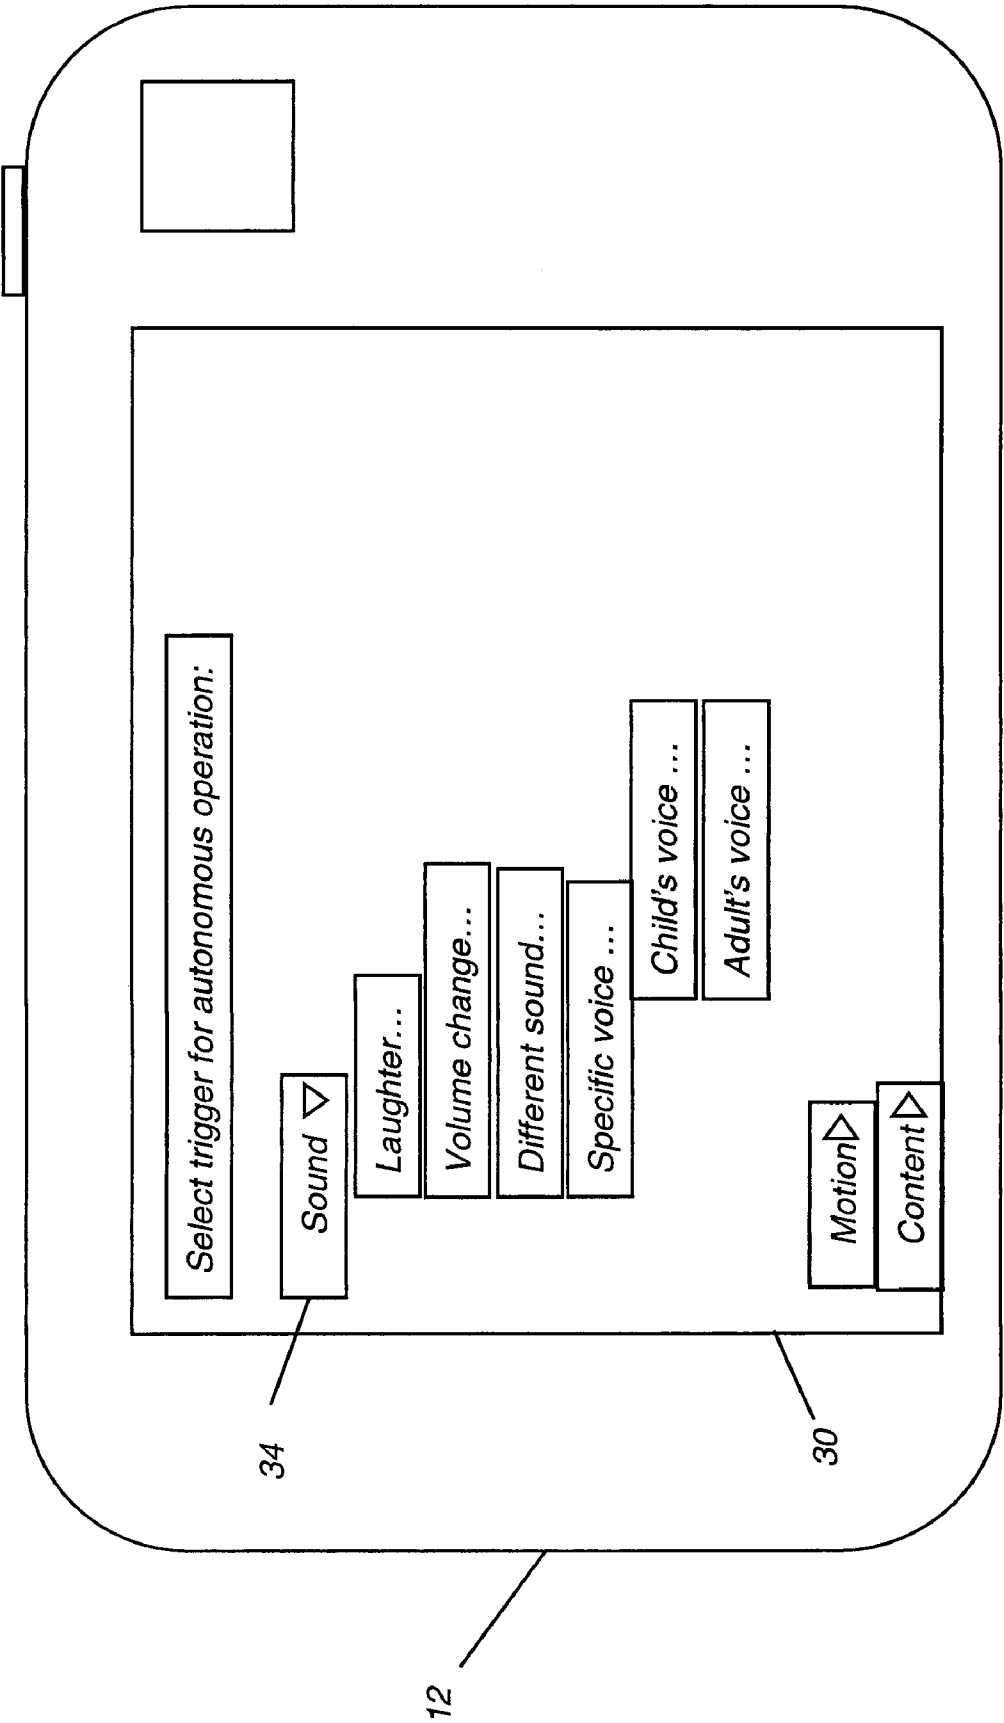 Select trigger for autonomous operation:
Sound
Laughter...
Volume change...
Different sound...
Specific voice ...
Child's voice ...
Adult's voice ...
Motion
Content
34
30
12